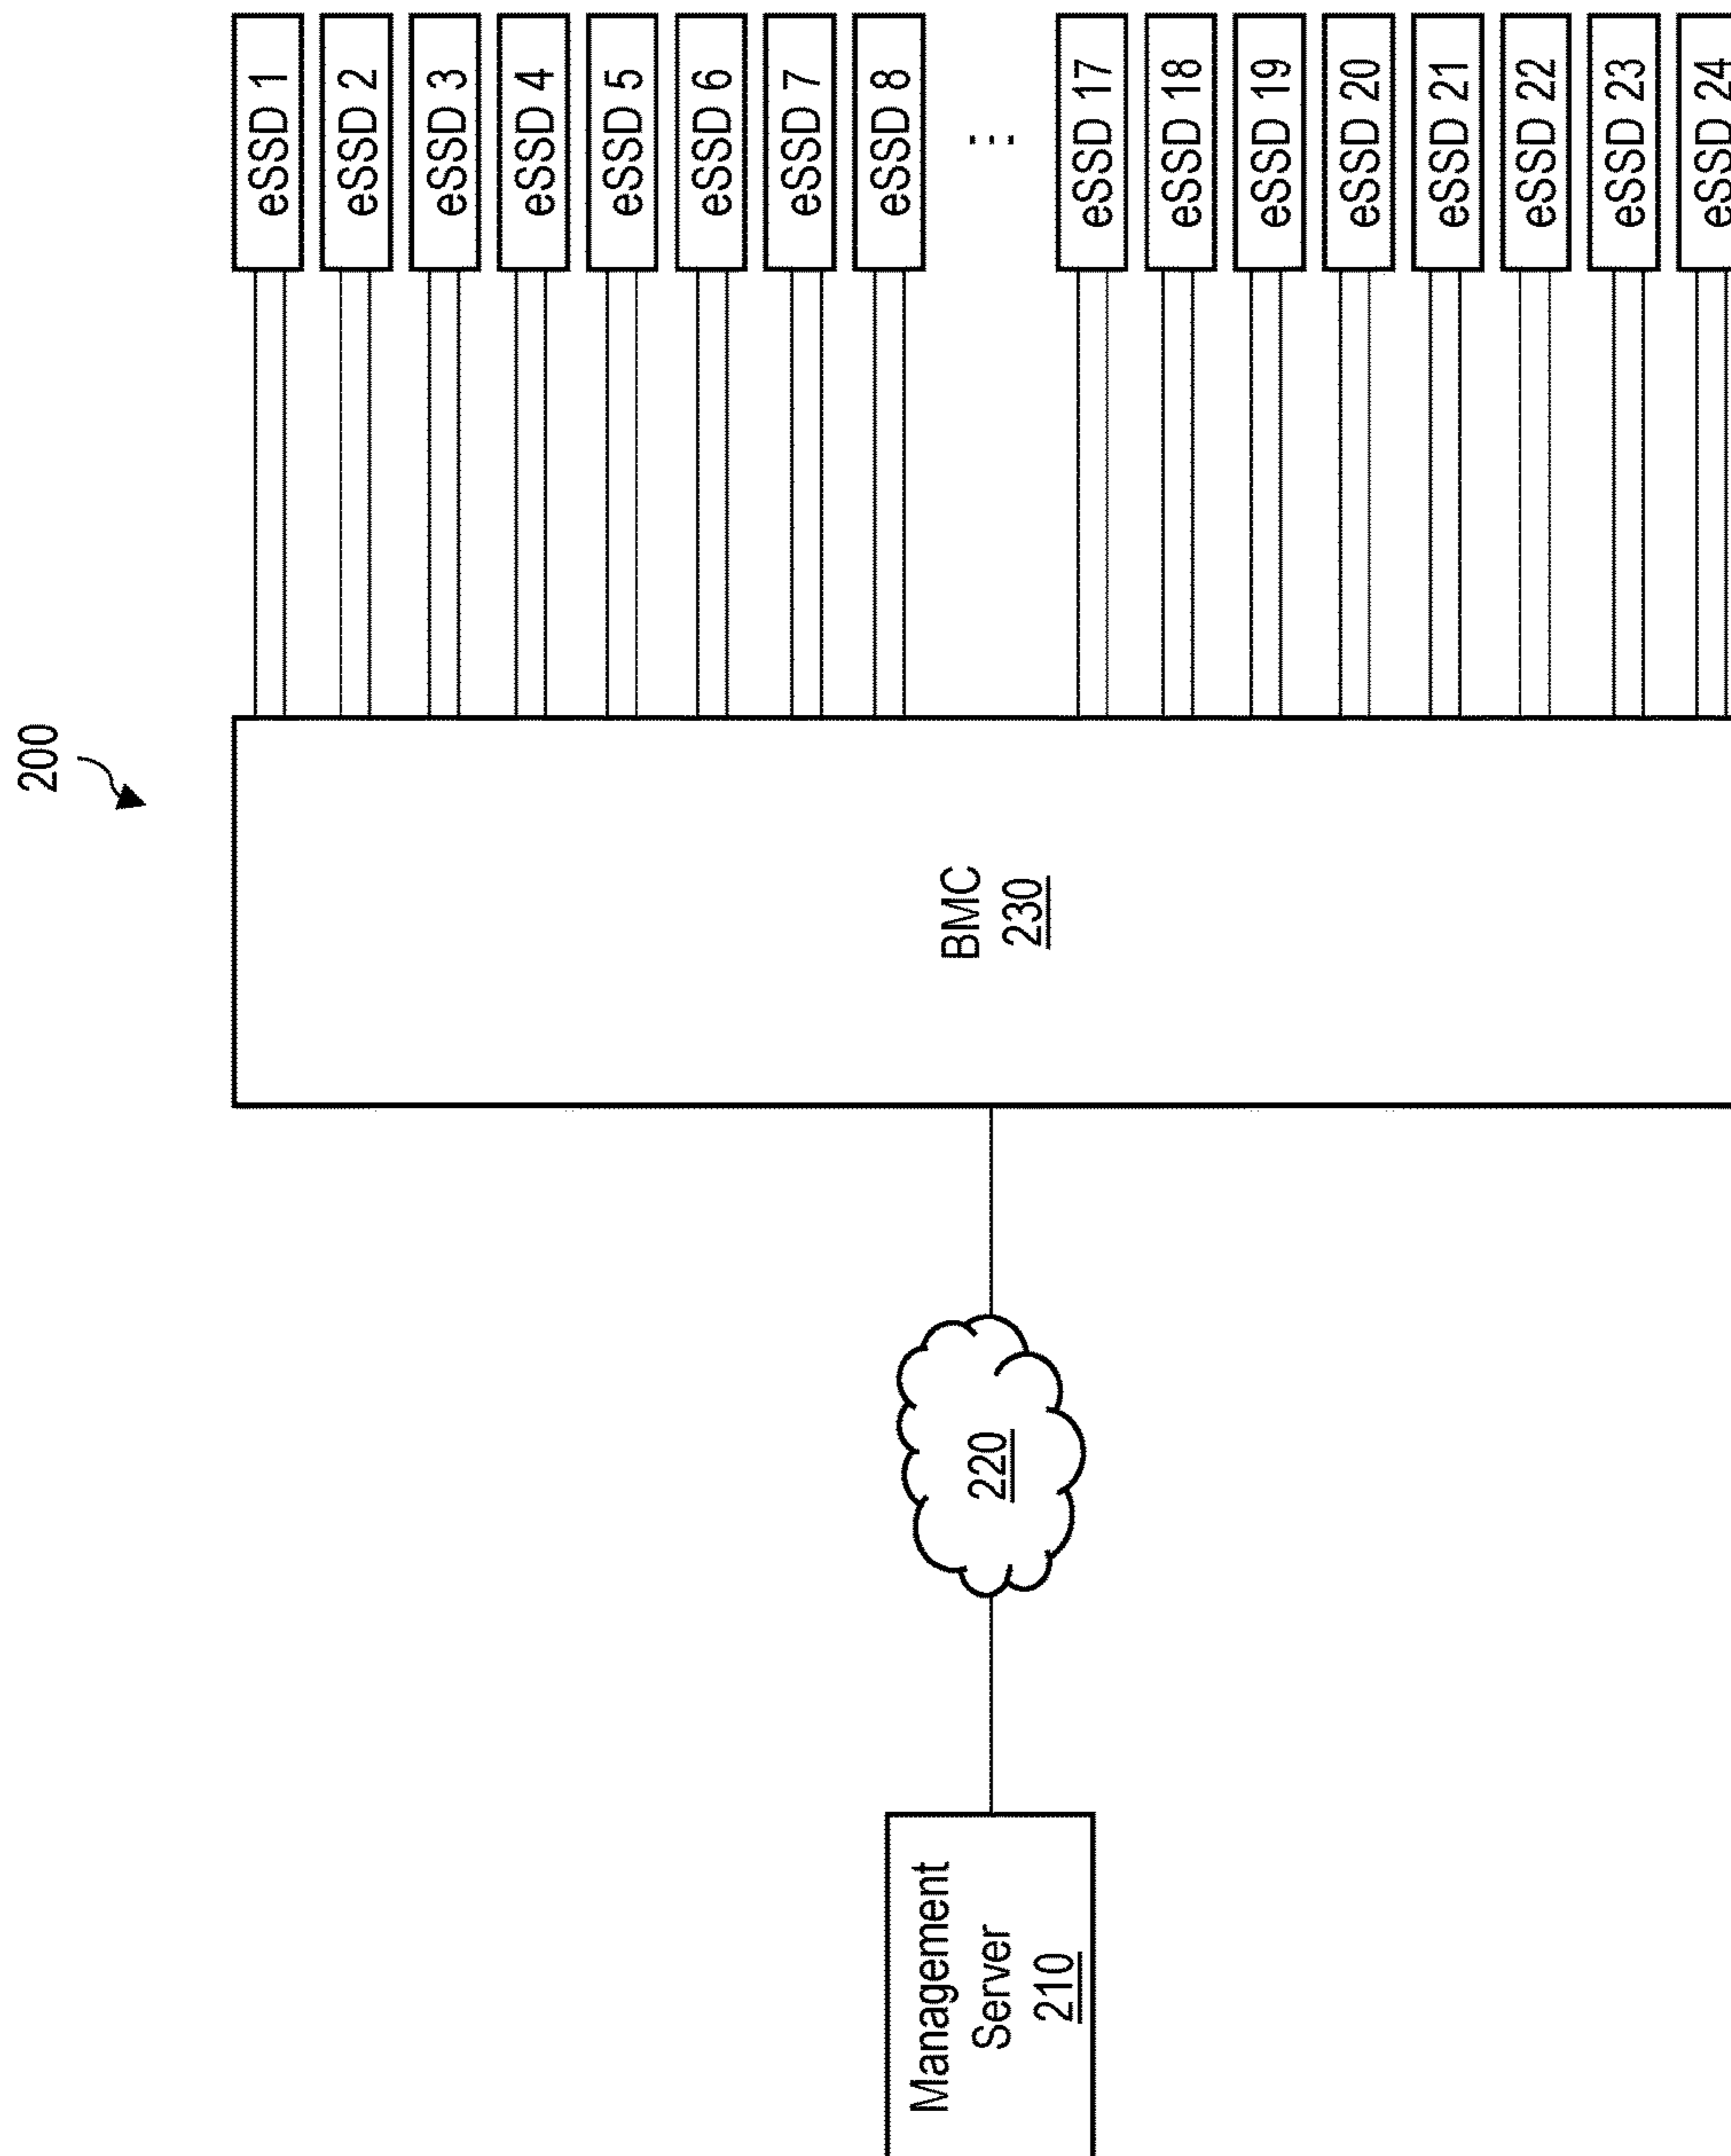 200
Management
Server
210
220
BMC
230
eSSD 1
eSSD 2
eSSD 3
eSSD 4
eSSD 5
eSSD 6
eSSD 7
eSSD 8
...
eSSD 17
eSSD 18
eSSD 19
eSSD 20
eSSD 21
eSSD 22
eSSD 23
eSSD 24